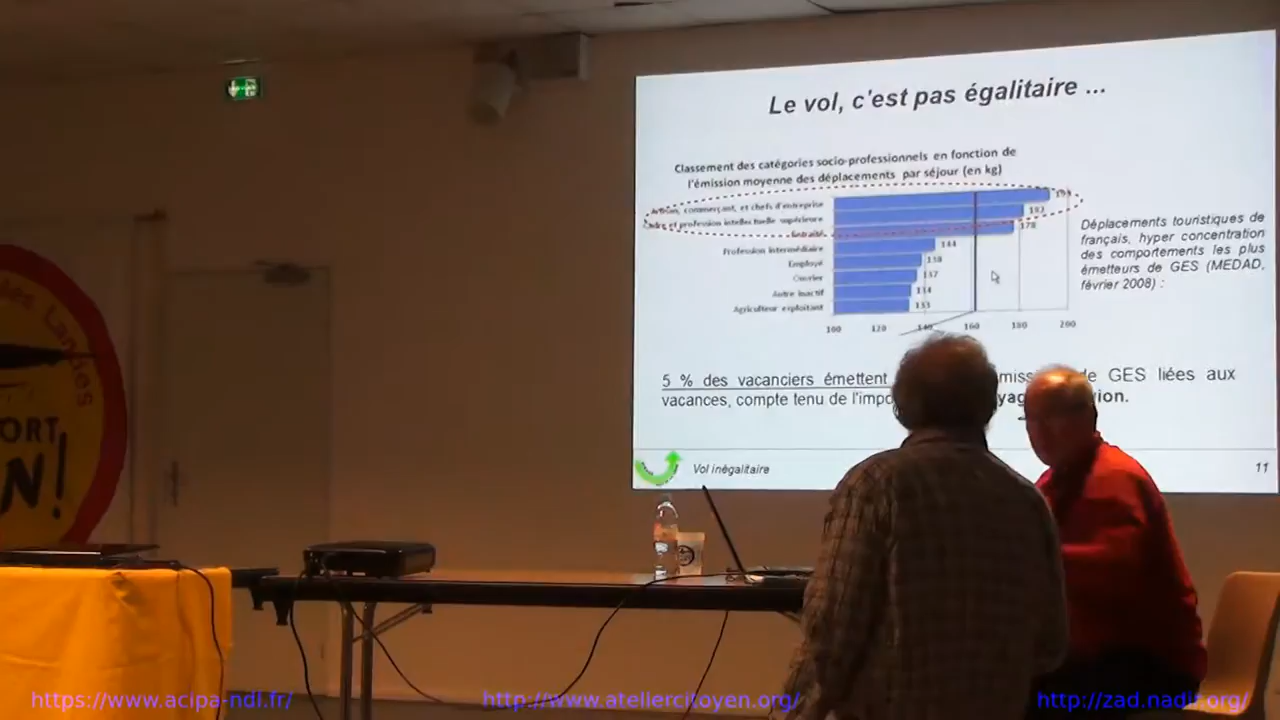 Le vol, c'est pas égalitaire ...
Classement des catégories socio-professionnels en fonction de
l'émission moyenne des déplacements par séjour (en kg)
Artisan, commerçant, et chefs d'entreprise
Cadre et profession intellectuelle supérieure
182
Retraité
178
Profession intermédiaire
144
Employé
138
Ouvrier
137
Autre inactif
134
Agriculteur exploitant
133
100 120 140 160 180 200
Déplacements touristiques de
français, hyper concentration
des comportements les plus
émetteurs de GES (MEDAD,
février 2008) :
5 % des vacanciers émettent de GES liées aux
vacances, compte tenu de
Vol inégalitaire
11
des Landes
ORT
N!
https://www.acipa-ndl.fr/
http://www.ateliercitoyen.org/
http://zad.nadir.org/